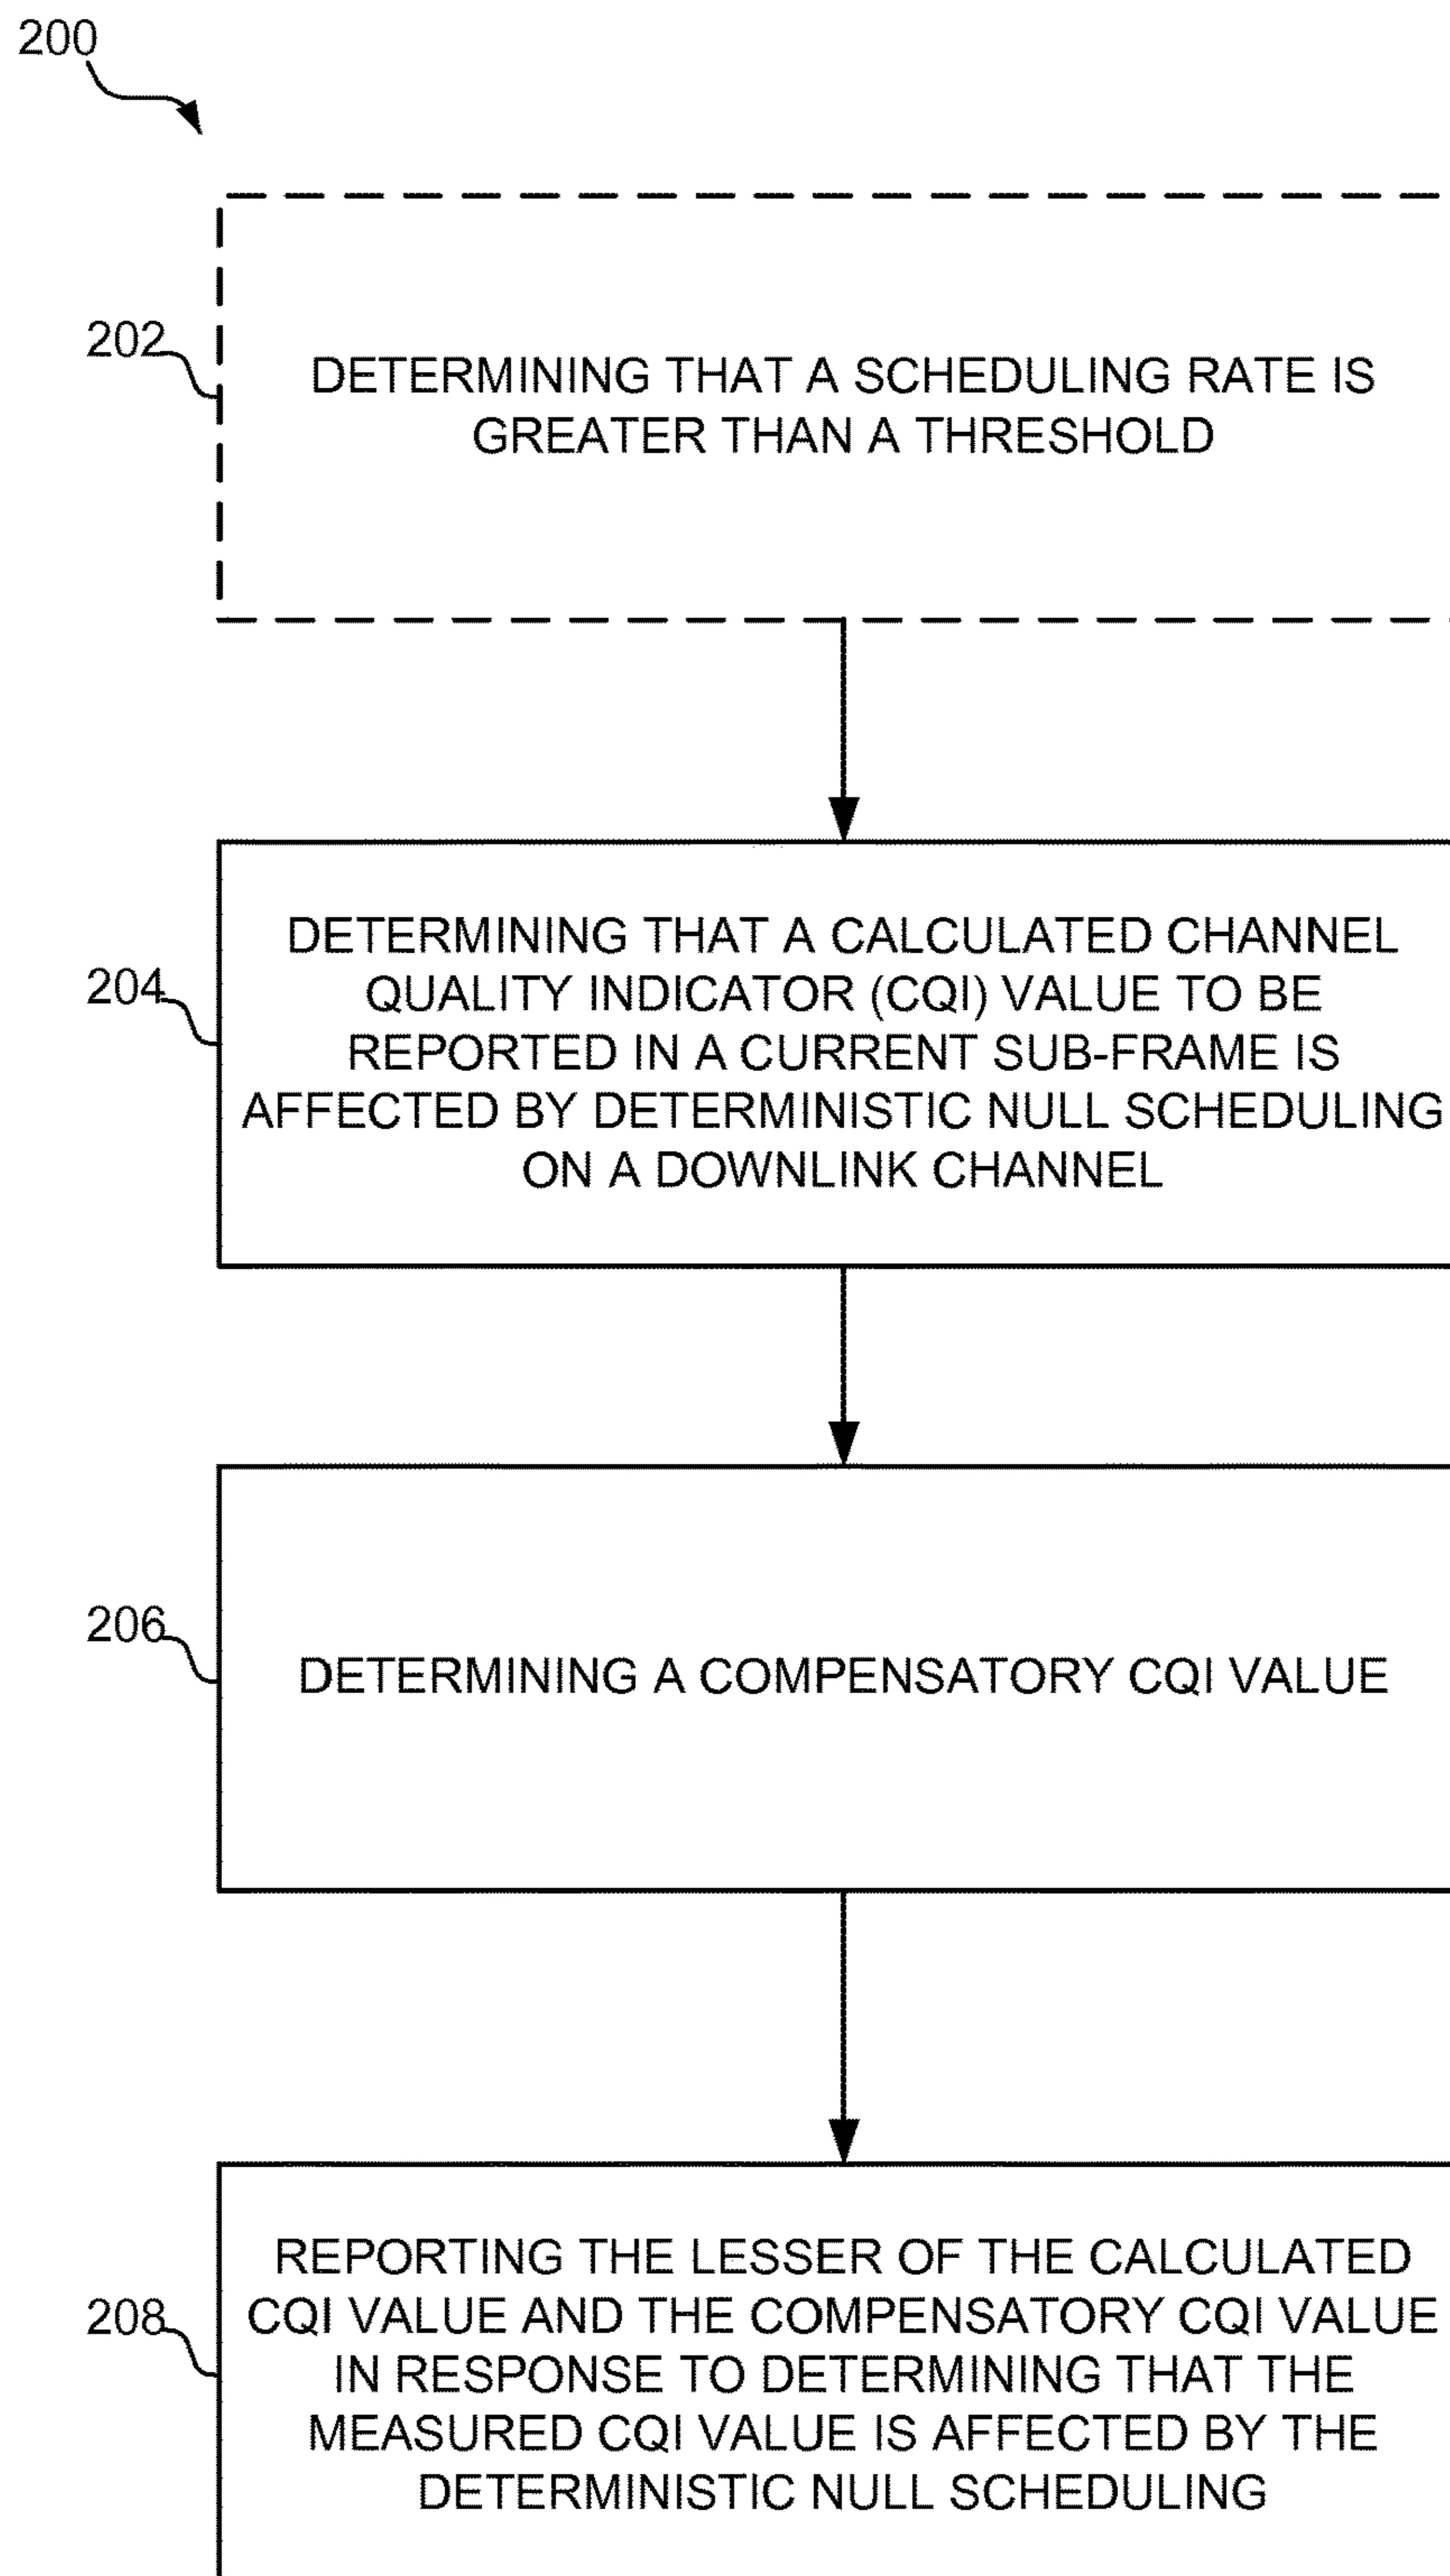 200
202
DETERMINING THAT A SCHEDULING RATE IS
GREATER THAN A THRESHOLD
204
DETERMINING THAT A CALCULATED CHANNEL
QUALITY INDICATOR (CQI) VALUE TO BE
REPORTED IN A CURRENT SUB-FRAME IS
AFFECTED BY DETERMINISTIC NULL SCHEDULING
ON A DOWNLINK CHANNEL
206
DETERMINING A COMPENSATORY CQI VALUE
208
REPORTING THE LESSER OF THE CALCULATED
CQI VALUE AND THE COMPENSATORY CQI VALUE
IN RESPONSE TO DETERMINING THAT THE
MEASURED CQI VALUE IS AFFECTED BY THE
DETERMINISTIC NULL SCHEDULING